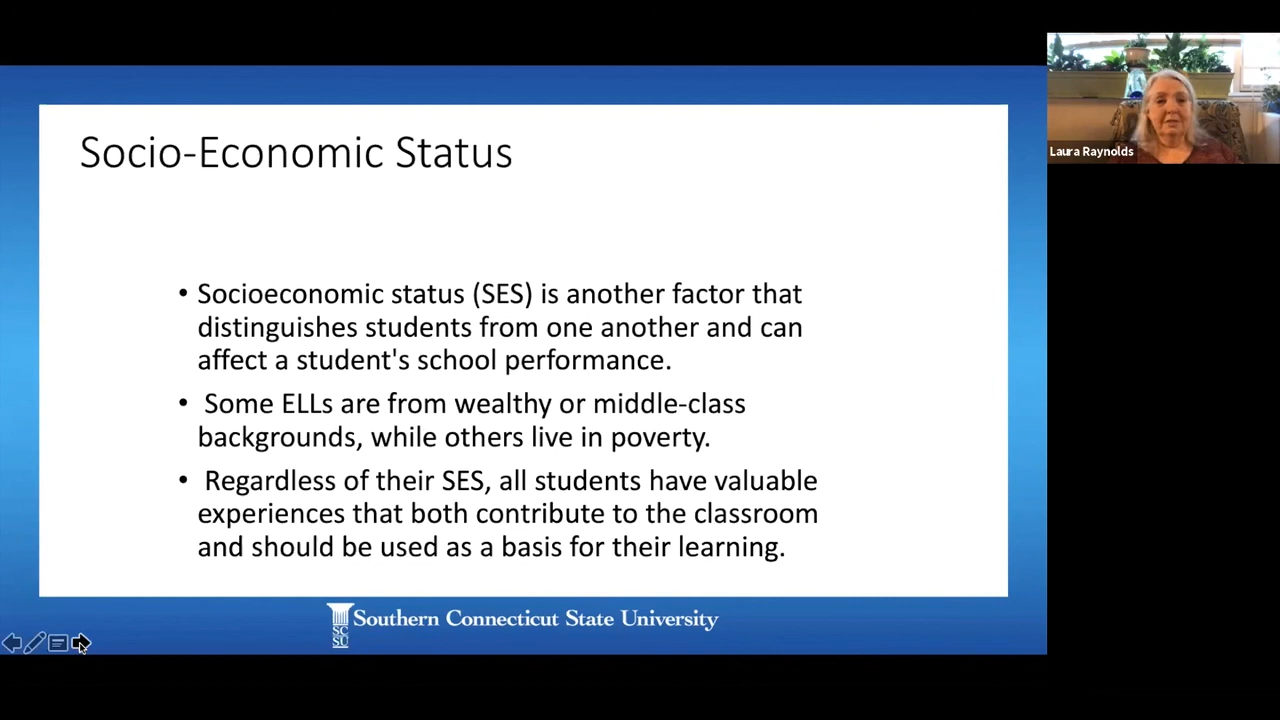 Socio-Economic Status
• Socioeconomic status (SES) is another factor that
distinguishes students from one another and can
affect a student's school performance.
• Some ELLs are from wealthy or middle-class
backgrounds, while others live in poverty.
• Regardless of their SES, all students have valuable
experiences that both contribute to the classroom
and should be used as a basis for their learning.
SC
SU
Southern Connecticut State University
Laura Raynolds